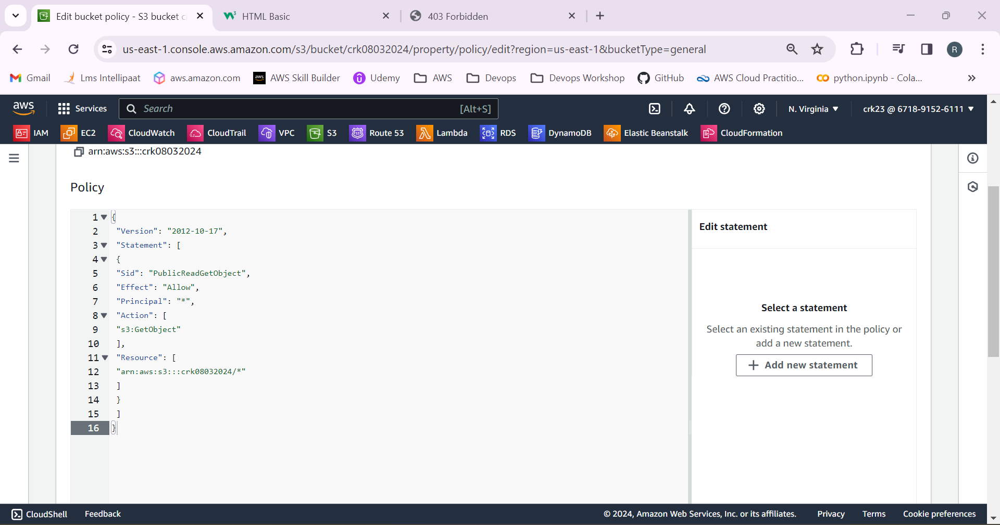 Edit bucket policy - S3 bucket c
HTML Basic
403 Forbidden
us-east-1.console.aws.amazon.com/s3/bucket/crk08032024/property/policy/edit?region=us-east-1&bucketType=general
R
Gmail
Lms Intellipaat
aws.amazon.com
aws
AWS Skill Builder
Udemy
AWS
Devops
Devops Workshop
GitHub
AWS Cloud Practitio...
python.ipynb - Cola...
aws
Services
Search
[Alt+S]
N. Virginia
crk23 @ 6718-9152-6111
IAM
EC2
CloudWatch
CloudTrail
VPC
S3
Route 53
Lambda
RDS
DynamoDB
Elastic Beanstalk
CloudFormation
arn:aws:s3:::crk08032024
Policy
1 {
2 "Version": "2012-10-17",
3 "Statement": [
4 {
5 "Sid": "PublicReadGetObject",
6 "Effect": "Allow",
7 "Principal": "*",
8 "Action": [
9 "s3:GetObject"
10 ],
11 "Resource": [
12 "arn:aws:s3:::crk08032024/*"
13 ]
14 }
15 ]
16 }
Edit statement
Select a statement
Select an existing statement in the policy or
add a new statement.
Add new statement
CloudShell
Feedback
© 2024, Amazon Web Services, Inc. or its affiliates.
Privacy
Terms
Cookie preferences